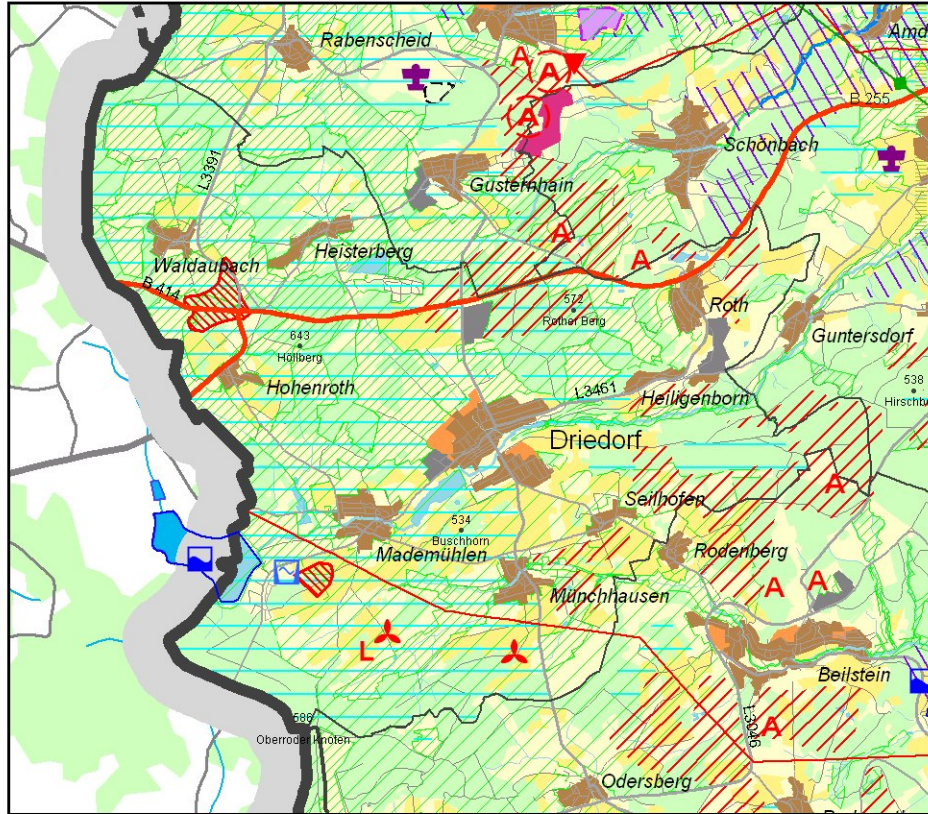 Rabenscheid
A
(A)
(A)
B 255
Schönbach
L3391
Gusternhain
A
Heisterberg
Waldaubach
A
B 414
572
Rother Berg
Roth
Guntersdorf
643
Höllberg
Hohenroth
L3461
Heiligenborn
538
Driedorf
A
Seilhofen
534
Buschhorn
Mademühlen
Rodenberg
A
A
Münchhausen
L
Beilstein
586
Oberroder Knoten
L3046
A
Odersberg